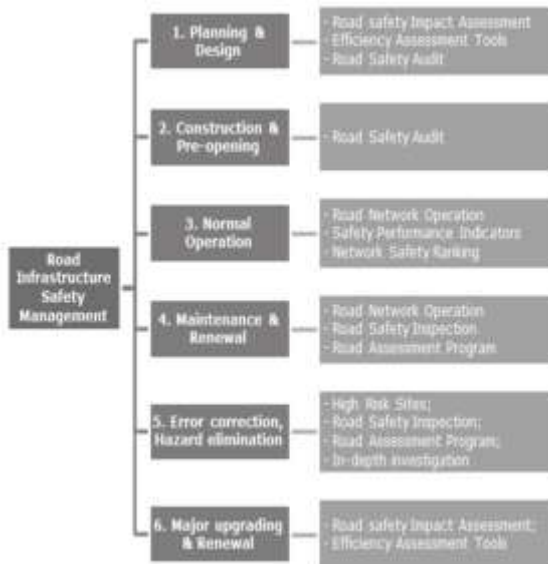 1. Planning &
Design
- Road safety Impact Assessment
- Efficiency Assessment Tools
- Road Safety Audit
2. Construction &
Pre-opening
- Road Safety Audit
3. Normal
Operation
- Road Network Operation
- Safety Performance Indicators
- Network Safety Ranking
Road
Infrastructure
Safety
Management
4. Maintenance &
Renewal
- Road Network Operation
- Road Safety Inspection
- Road Assessment Program
5. Error correction,
Hazard elimination
- High Risk Sites;
- Road Safety Inspection;
- Road Assessment Program;
- In-depth investigation
6. Major upgrading
& Renewal
- Road safety Impact Assessment;
- Efficiency Assessment Tools